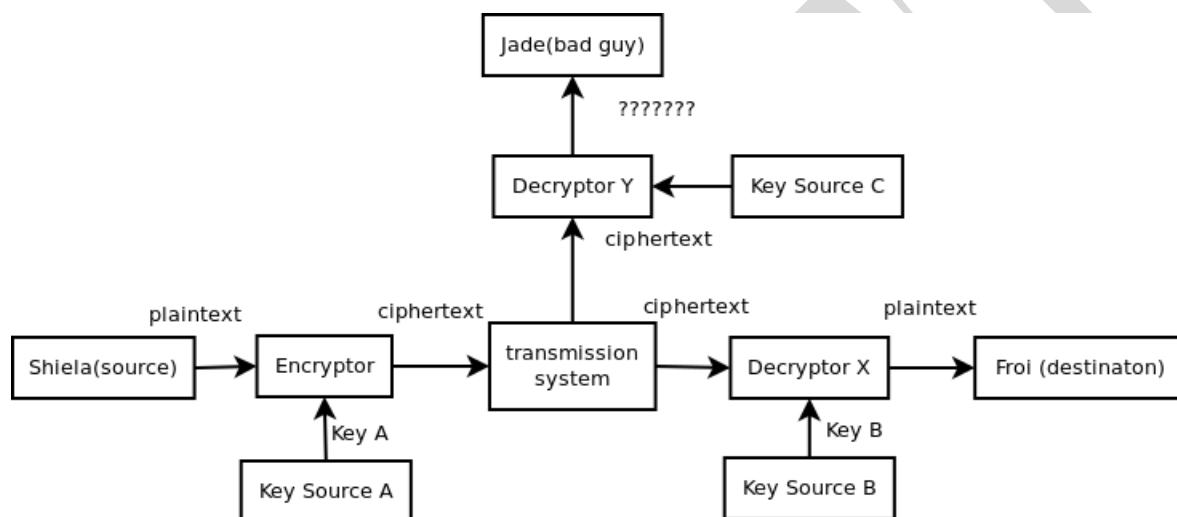 Jade(bad guy)
???????
Decryptor Y
Key Source C
ciphertext
plaintext
ciphertext
ciphertext
plaintext
Shiela(source)
Encryptor
transmission
system
Decryptor X
Froi (destinaton)
Key A
Key B
Key Source A
Key Source B